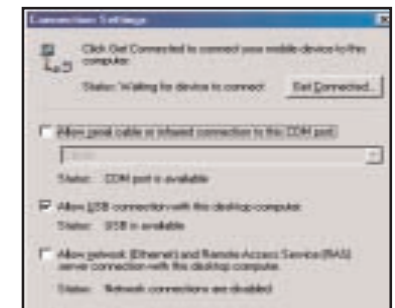 Connection Settings
Click Get Connected to connect your mobile device to this
computer.
Status: Waiting for device to connect
Get Connected...
Allow serial cable or infrared connection to this COM port:
Status: COM port is available
Allow USB connection with this desktop computer.
Status: USB is available
Allow network (Ethernet) and Remote Access Service (RAS)
server connection with this desktop computer.
Status: Network connections are disabled